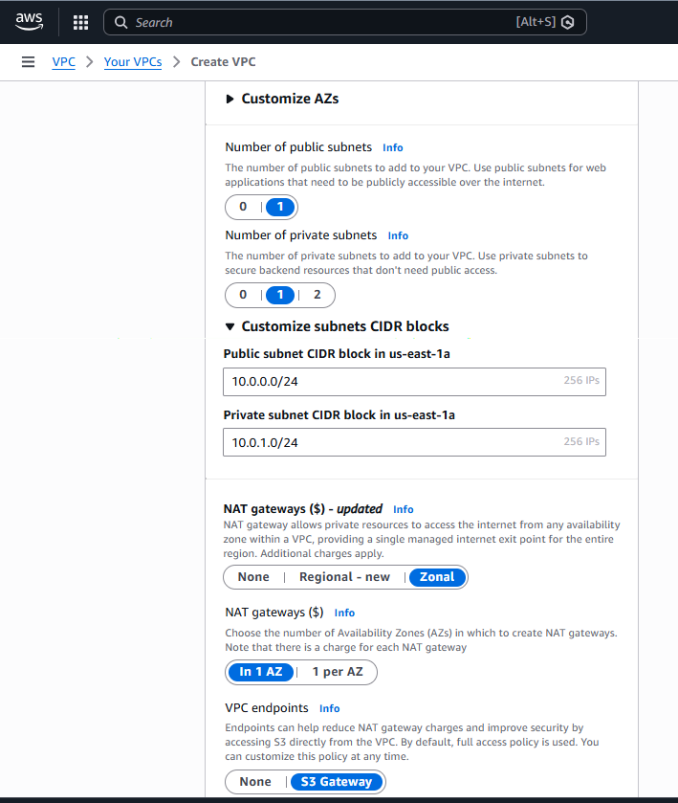 aws
Search [Alt+S]
VPC > Your VPCs > Create VPC
Customize AZs
Number of public subnets Info
The number of public subnets to add to your VPC. Use public subnets for web
applications that need to be publicly accessible over the internet.
0 | 1
Number of private subnets Info
The number of private subnets to add to your VPC. Use private subnets to
secure backend resources that don't need public access.
0 | 1 | 2
Customize subnets CIDR blocks
Public subnet CIDR block in us-east-1a
10.0.0.0/24 256 IPs
Private subnet CIDR block in us-east-1a
10.0.1.0/24 256 IPs
NAT gateways ($) - updated Info
NAT gateway allows private resources to access the internet from any availability
zone within a VPC, providing a single managed internet exit point for the entire
region. Additional charges apply.
None | Regional - new | Zonal
NAT gateways ($) Info
Choose the number of Availability Zones (AZs) in which to create NAT gateways.
Note that there is a charge for each NAT gateway
In 1 AZ | 1 per AZ
VPC endpoints Info
Endpoints can help reduce NAT gateway charges and improve security by
accessing S3 directly from the VPC. By default, full access policy is used. You
can customize this policy at any time.
None | S3 Gateway